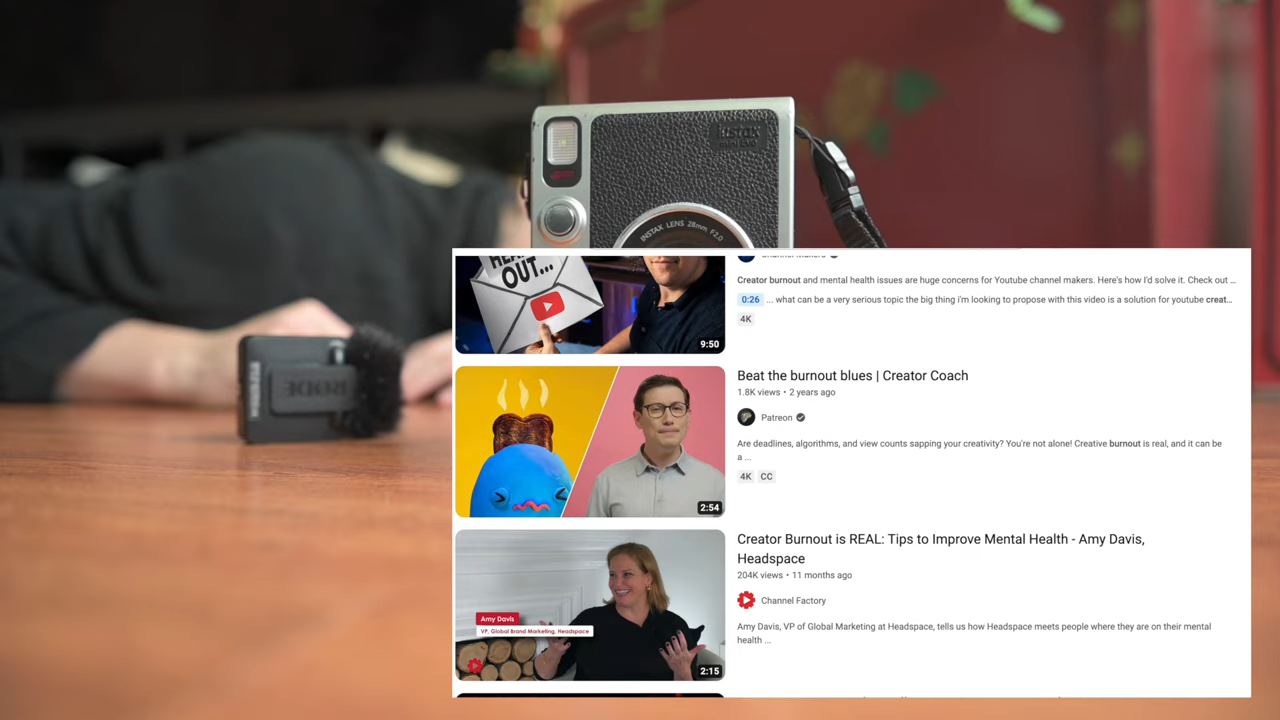 instax
mini Evo
INSTAX LENS 28mm F2.0
RØDE
OUT...
9:50
Creator burnout and mental health issues are huge concerns for Youtube channel makers. Here's how I'd solve it. Check out ...
0:26 ... what can be a very serious topic the big thing i'm looking to propose with this video is a solution for youtube creat...
4K
2:54
Beat the burnout blues | Creator Coach
1.8K views • 2 years ago
Patreon
Are deadlines, algorithms, and view counts sapping your creativity? You're not alone! Creative burnout is real, and it can be
a ...
4K CC
Amy Davis
VP, Global Brand Marketing, Headspace
2:15
Creator Burnout is REAL: Tips to Improve Mental Health - Amy Davis,
Headspace
204K views • 11 months ago
Channel Factory
Amy Davis, VP of Global Marketing at Headspace, tells us how Headspace meets people where they are on their mental
health ...